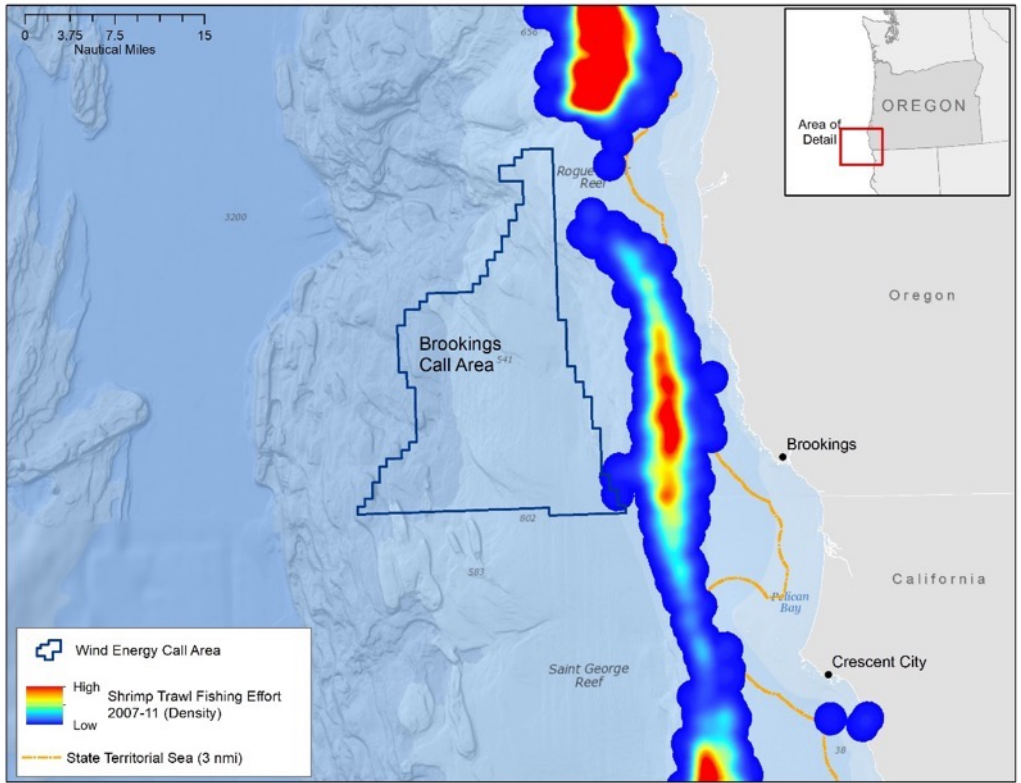 0 3.75 7.5 15
Nautical Miles
656
OREGON
Area of
Detail
Rogue
Reef
3200
Oregon
Brookings
Call Area
541
Brookings
802
583
California
Pelican
Bay
Saint George
Reef
Crescent City
38
Wind Energy Call Area
High
Shrimp Trawl Fishing Effort
2007-11 (Density)
Low
State Territorial Sea (3 nmi)